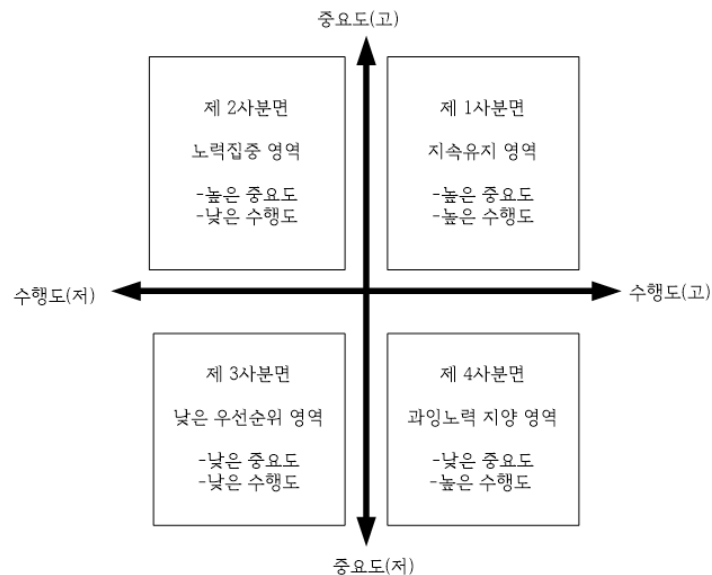 중요도(고)
제 2사분면
노력집중 영역
-높은 중요도
-낮은 수행도
제 1사분면
지속유지 영역
-높은 중요도
-높은 수행도
수행도(저)
수행도(고)
제 3사분면
낮은 우선순위 영역
-낮은 중요도
-낮은 수행도
제 4사분면
과잉노력 지양 영역
-낮은 중요도
-높은 수행도
중요도(저)